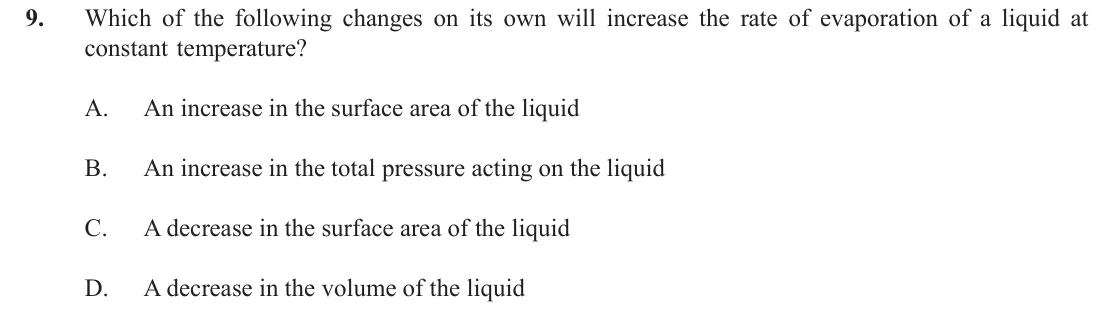 9. Which of the following changes on its own will increase the rate of evaporation of a liquid at
constant temperature?
A. An increase in the surface area of the liquid
B. An increase in the total pressure acting on the liquid
C. A decrease in the surface area of the liquid
D. A decrease in the volume of the liquid